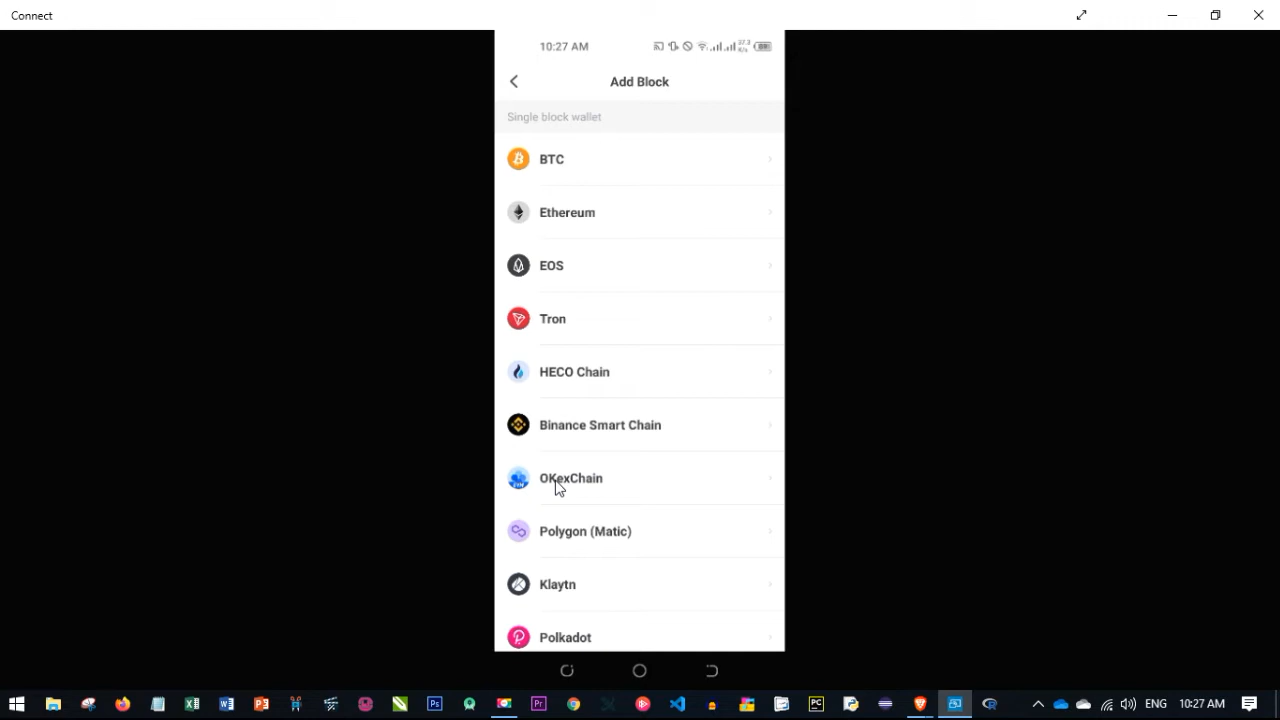 Connect
10:27 AM
Add Block
Single block wallet
BTC
Ethereum
EOS
Tron
HECO Chain
Binance Smart Chain
OKexChain
Polygon (Matic)
Klaytn
Polkadot
ENG
10:27 AM